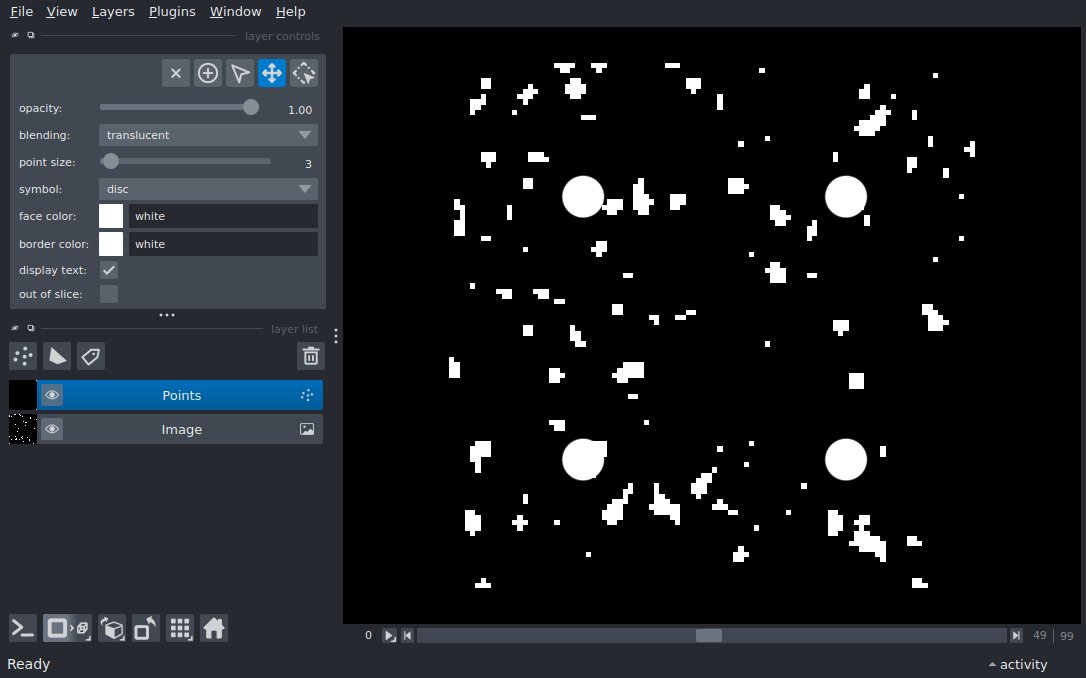 File View Layers Plugins Window Help
layer controls
opacity: 1.00
blending: translucent
point size: 3
symbol: disc
face color: white
border color: white
display text:
out of slice:
layer list
Points
Image
0 49 99
Ready activity